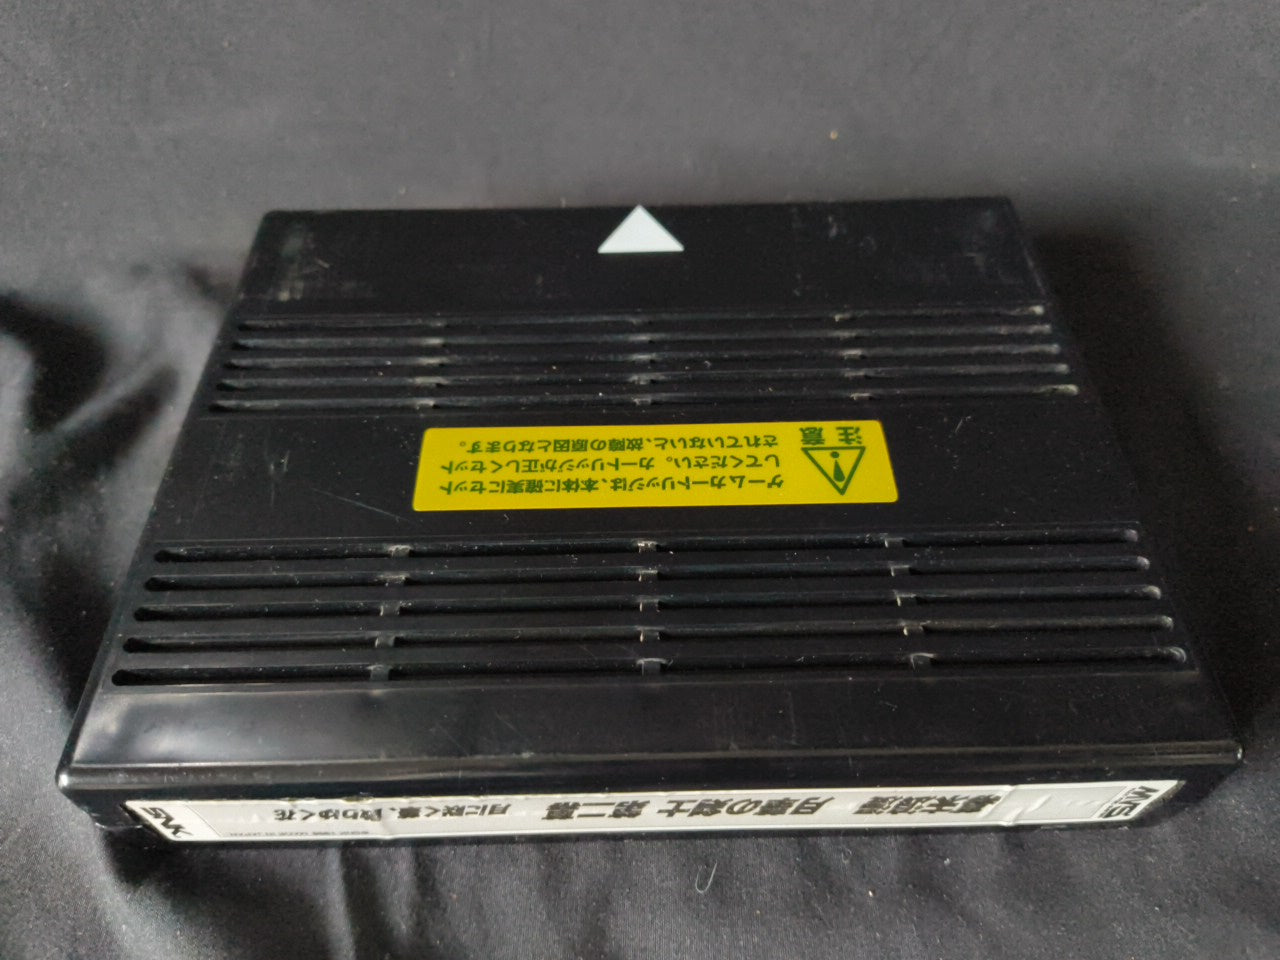 注意
ゲームカートリッジは、本体に確実にセット
してください。カートリッジが正しくセット
されていないと、故障の原因となります。
SNK
幕末浪漫 月華の剣士 第二幕
月に咲く華、散りゆく花
SNK